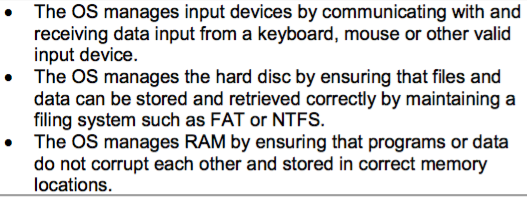 • The OS manages input devices by communicating with and
receiving data input from a keyboard, mouse or other valid
input device.
• The OS manages the hard disc by ensuring that files and
data can be stored and retrieved correctly by maintaining a
filing system such as FAT or NTFS.
• The OS manages RAM by ensuring that programs or data
do not corrupt each other and stored in correct memory
locations.